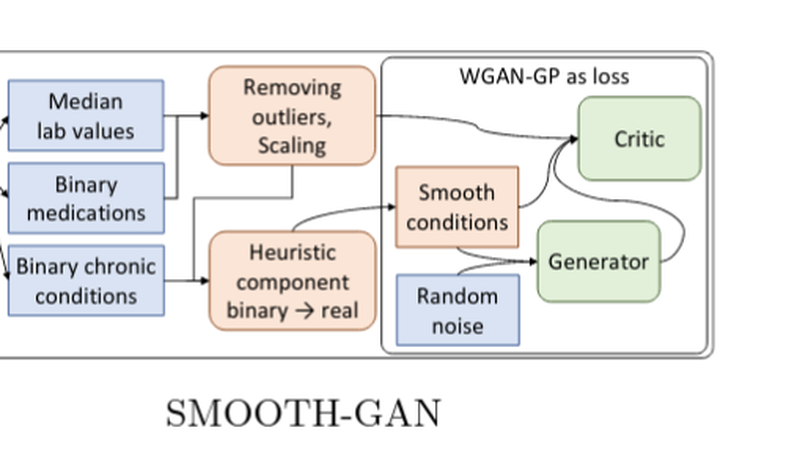 Median
lab values
Binary
medications
Binary chronic
conditions
Removing
outliers,
Scaling
Heuristic
component
binary → real
WGAN-GP as loss
Smooth
conditions
Random
noise
Critic
Generator
SMOOTH-GAN